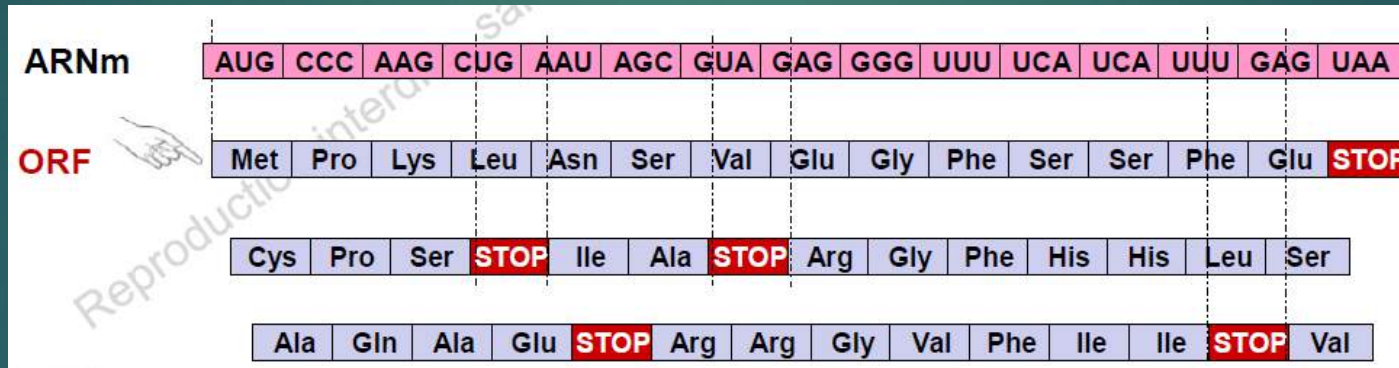 ARNm AUG CCC AAG CUG AAU AGC GUA GAG GGG UUU UCA UCA UUU GAG UAA
ORF Met Pro Lys Leu Asn Ser Val Glu Gly Phe Ser Ser Phe Glu STOP
Cys Pro Ser STOP Ile Ala STOP Arg Gly Phe His His Leu Ser
Ala Gln Ala Glu STOP Arg Arg Gly Val Phe Ile Ile STOP Val
Reproduction